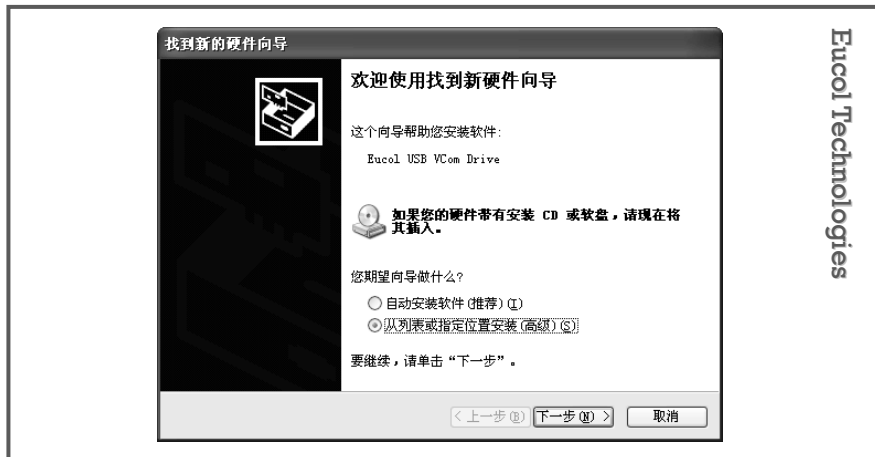 找到新的硬件向导
欢迎使用找到新硬件向导
这个向导帮助您安装软件:
Eucol USB VCom Drive
如果您的硬件带有安装 CD 或软盘，请现在将
其插入。
您期望向导做什么?
自动安装软件(推荐)(I)
从列表或指定位置安装(高级)(S)
要继续，请单击“下一步”。
<上一步(B) 下一步(N)> 取消
Eucol Technologies